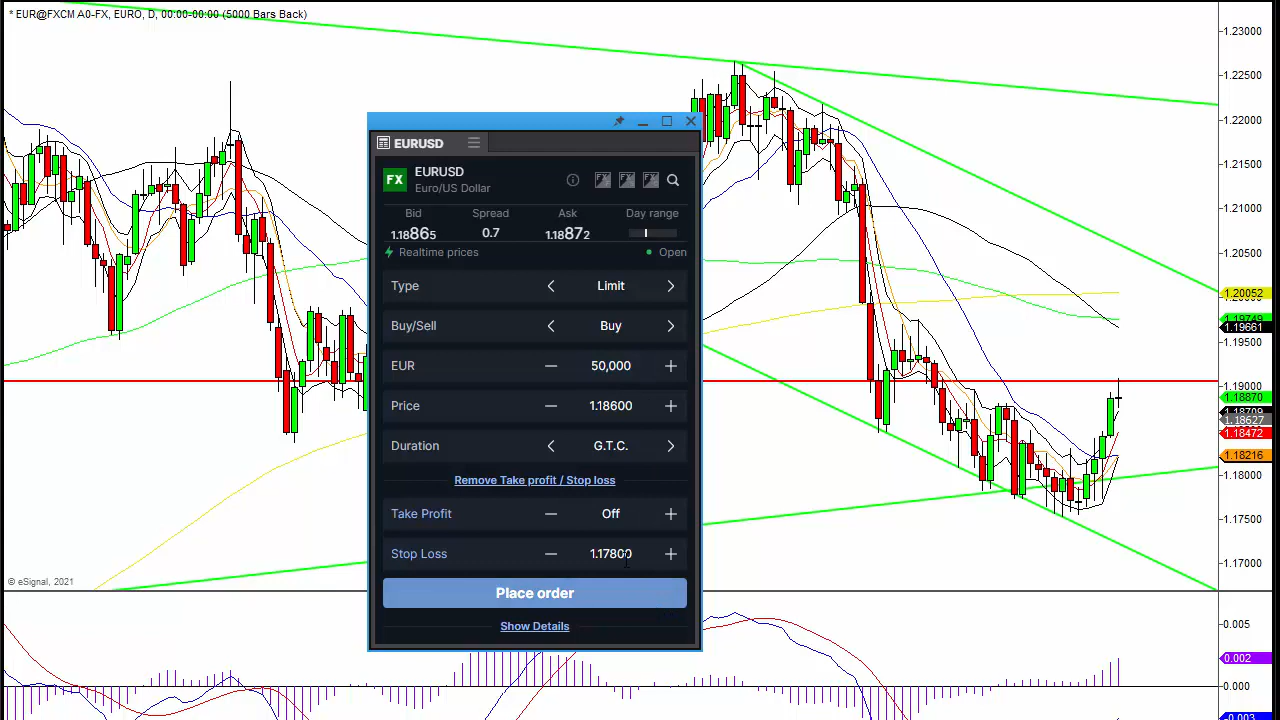 * EUR@FXCM A0-FX, EURO, D, 00:00-00:00 (5000 Bars Back)
1.23000
1.22500
1.22000
1.21500
1.21000
1.20500
1.20052
1.19749
1.19661
1.19500
1.19000
1.18870
1.18709
1.18627
1.18472
1.18216
1.18000
1.17500
1.17000
0.005
0.002
0.000
-0.003
© eSignal, 2021
EURUSD
FX
EURUSD
Euro/US Dollar
Bid Spread Ask Day range
1.18865 0.7 1.18872
Realtime prices Open
Type Limit
Buy/Sell Buy
EUR 50,000
Price 1.18600
Duration G.T.C.
Remove Take profit / Stop loss
Take Profit Off
Stop Loss 1.17800
Place order
Show Details